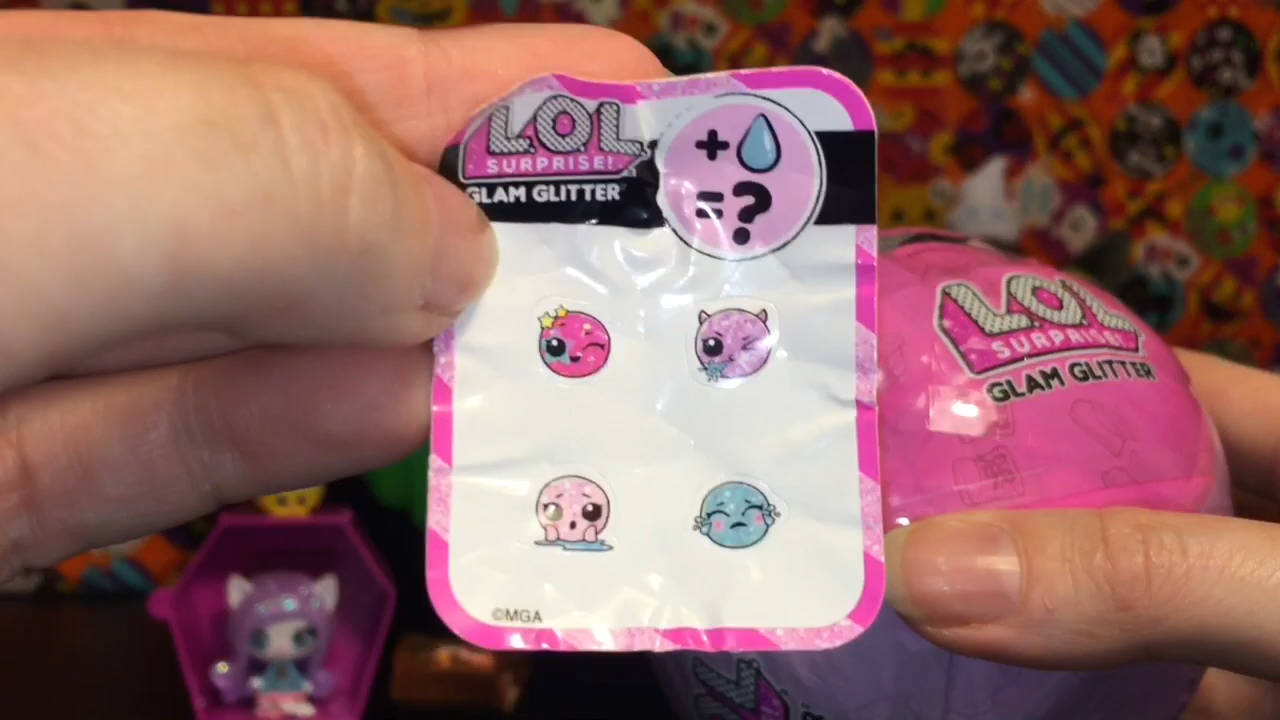 L.O.L.
SURPRISE!
GLAM GLITTER
+
= ?
©MGA
L.O.L.
SURPRISE!
GLAM GLITTER